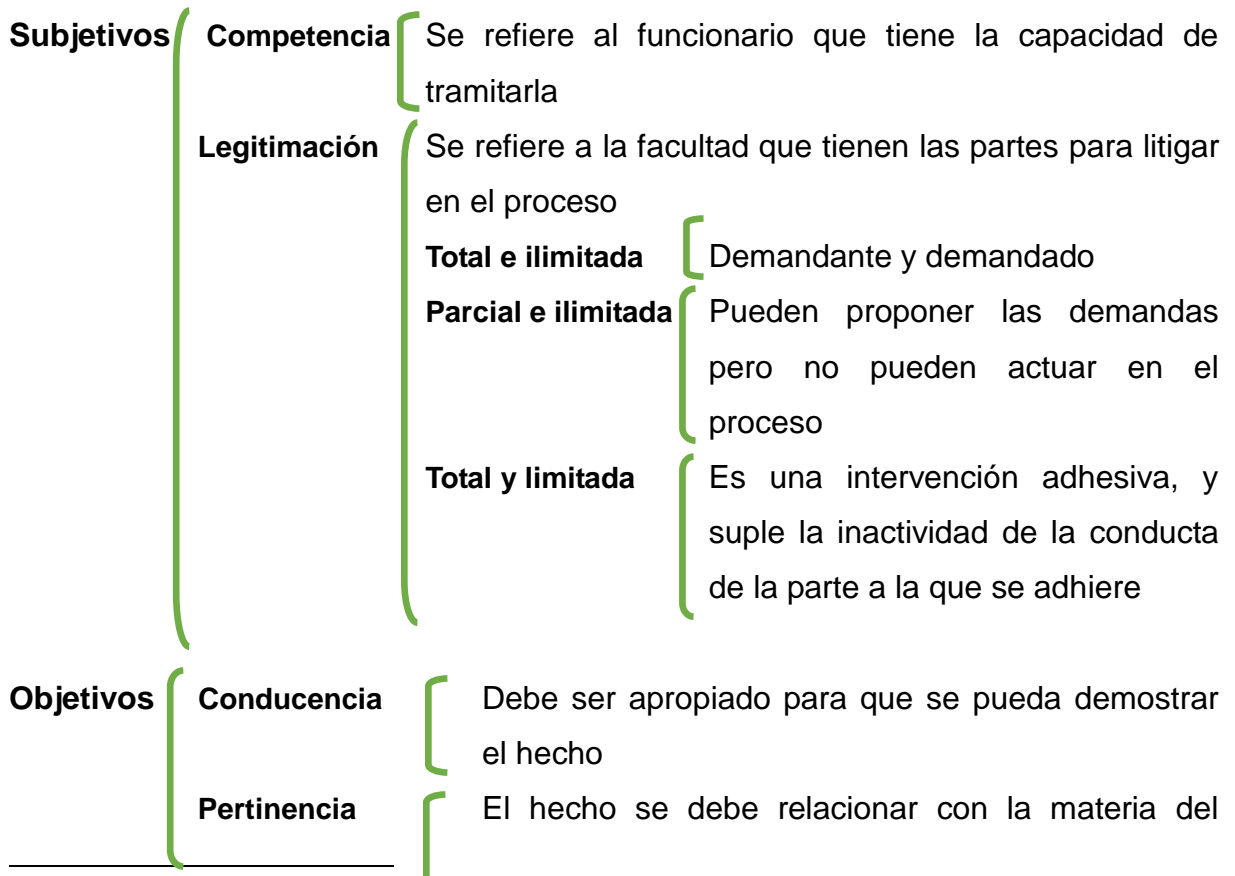 Subjetivos Competencia Se refiere al funcionario que tiene la capacidad de
tramitarla
Legitimación Se refiere a la facultad que tienen las partes para litigar
en el proceso
Total e ilimitada Demandante y demandado
Parcial e ilimitada Pueden proponer las demandas
pero no pueden actuar en el
proceso
Total y limitada Es una intervención adhesiva, y
suple la inactividad de la conducta
de la parte a la que se adhiere
Objetivos Conducencia Debe ser apropiado para que se pueda demostrar
el hecho
Pertinencia El hecho se debe relacionar con la materia del